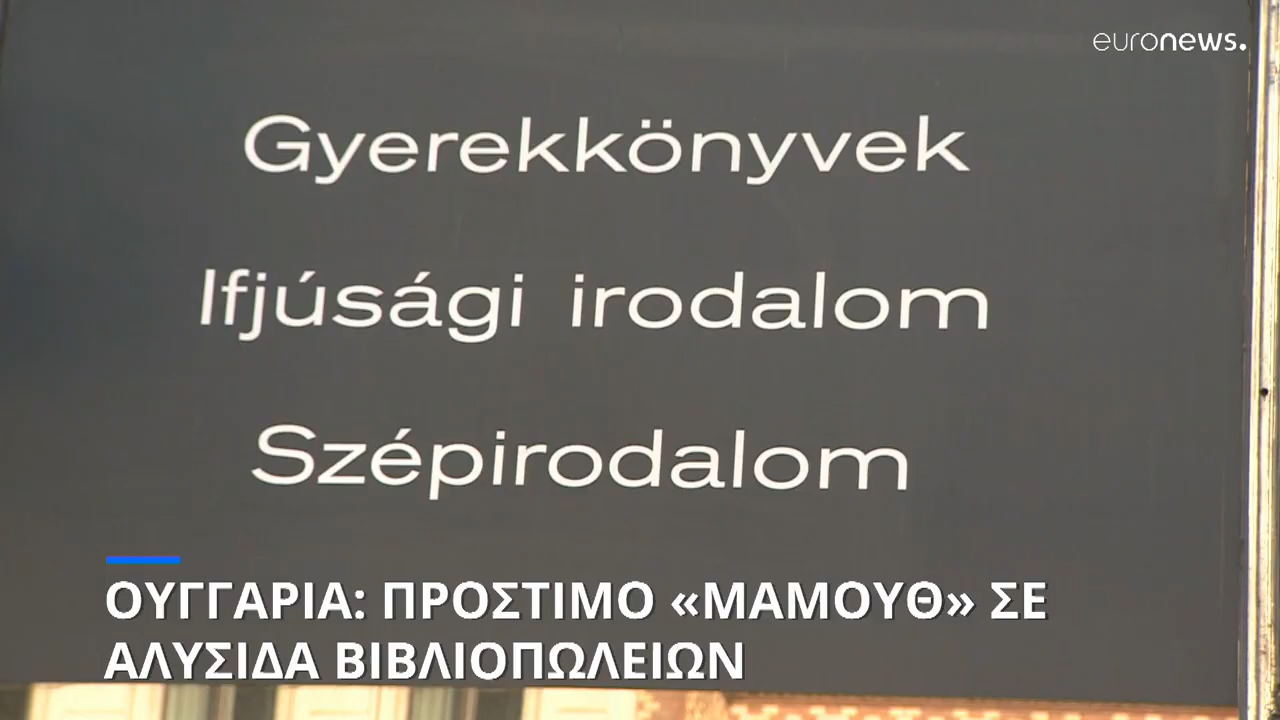 euronews.
Gyerekkönyvek
Ifjúsági irodalom
Szépirodalom
ΟΥΓΓΑΡΙΑ: ΠΡΟΣΤΙΜΟ «ΜΑΜΟΥΘ» ΣΕ
ΑΛΥΣΙΔΑ ΒΙΒΛΙΟΠΩΛΕΙΩΝ